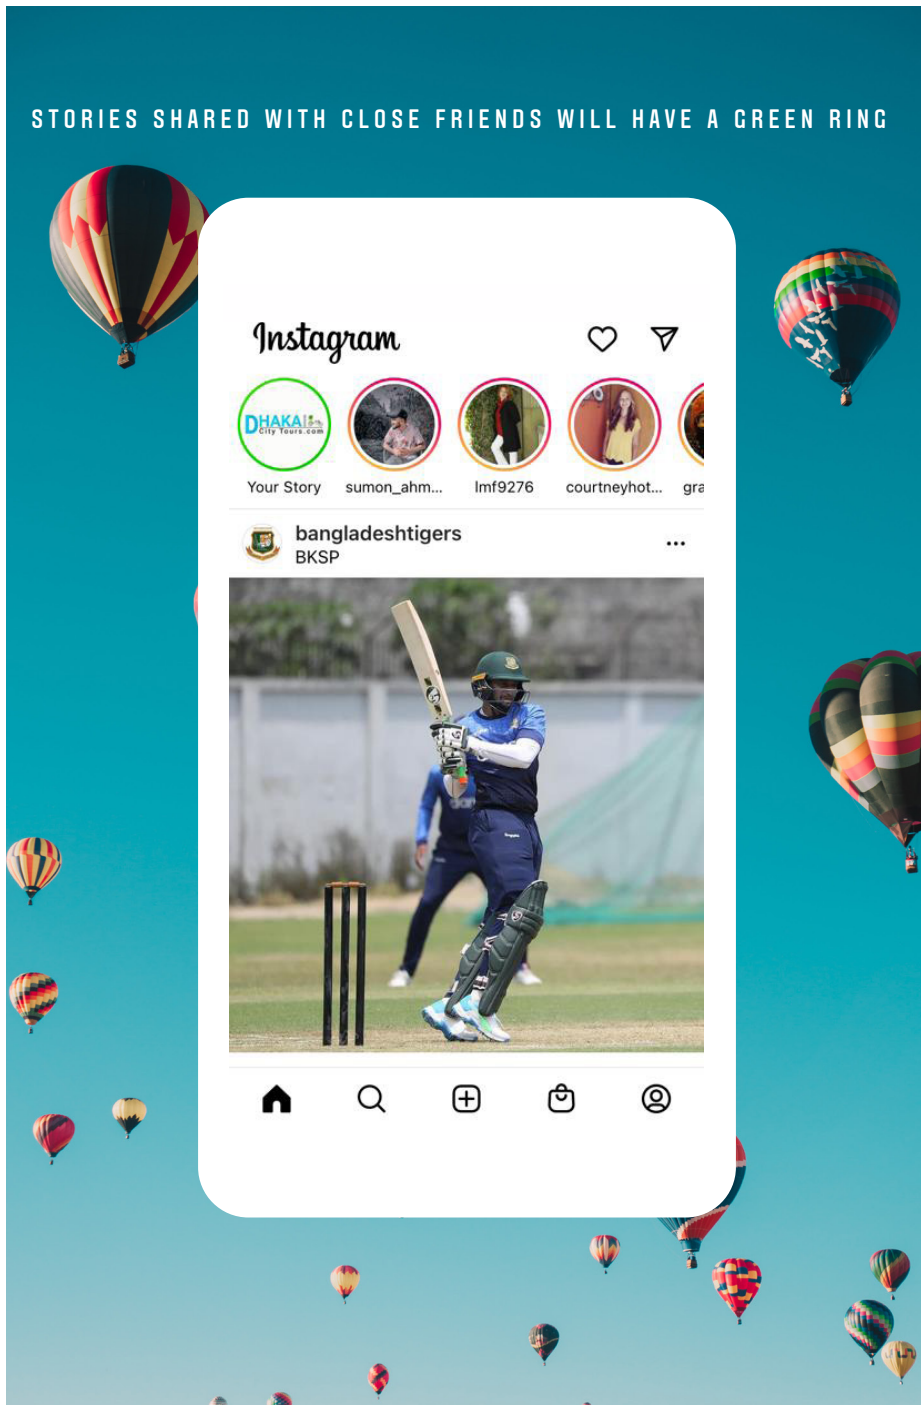 STORIES SHARED WITH CLOSE FRIENDS WILL HAVE A GREEN RING
Instagram
DHAKA
City Tours.com
Your Story
sumon_ahm...
lmf9276
courtneyhot...
gra
bangladeshtigers
BKSP